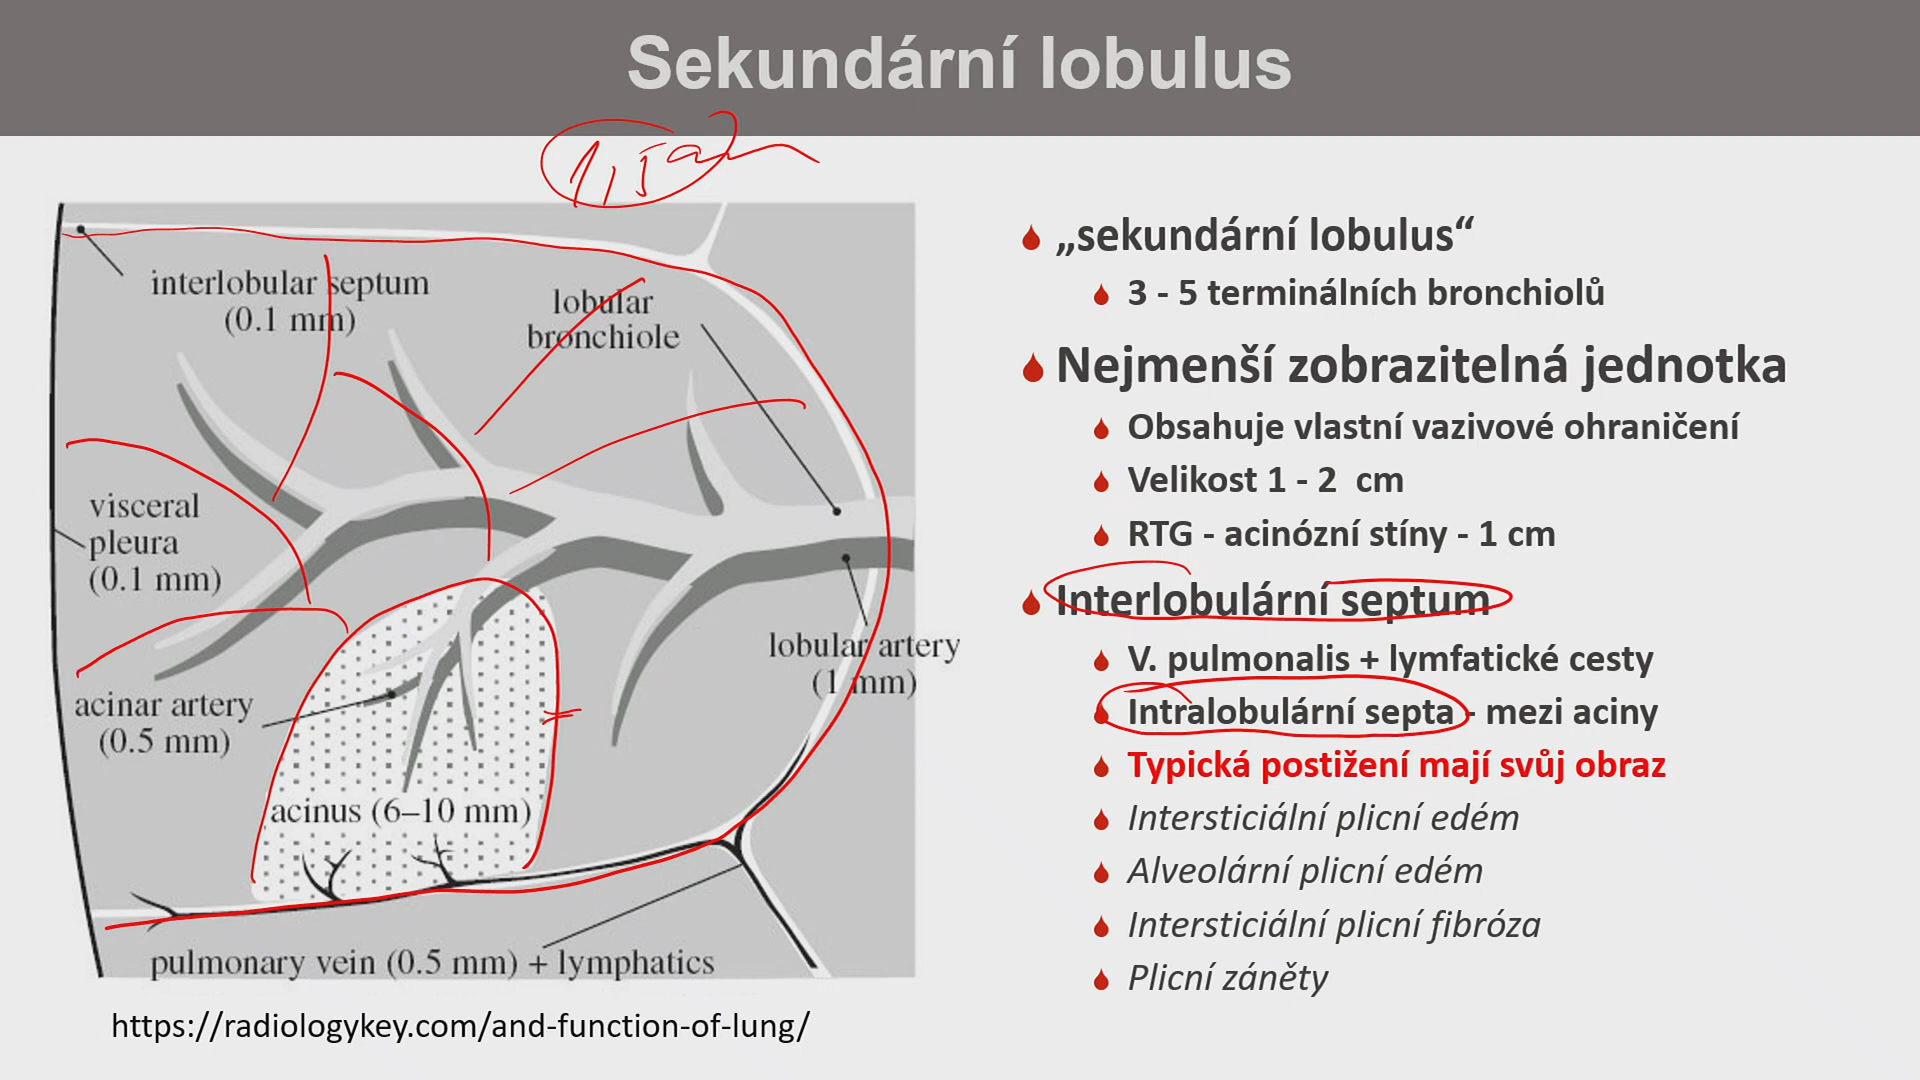 Sekundární lobulus
1,5cm
interlobular septum
(0.1 mm)
lobular
bronchiole
visceral
pleura
(0.1 mm)
lobular artery
(1 mm)
acinar artery
(0.5 mm)
acinus (6–10 mm)
pulmonary vein (0.5 mm) + lymphatics
https://radiologykey.com/and-function-of-lung/
„sekundární lobulus“
3 - 5 terminálních bronchiolů
Nejmenší zobrazitelná jednotka
Obsahuje vlastní vazivové ohraničení
Velikost 1 - 2 cm
RTG - acinózní stíny - 1 cm
Interlobulární septum
V. pulmonalis + lymfatické cesty
Intralobulární septa - mezi aciny
Typická postižení mají svůj obraz
Intersticiální plicní edém
Alveolární plicní edém
Intersticiální plicní fibróza
Plicní záněty